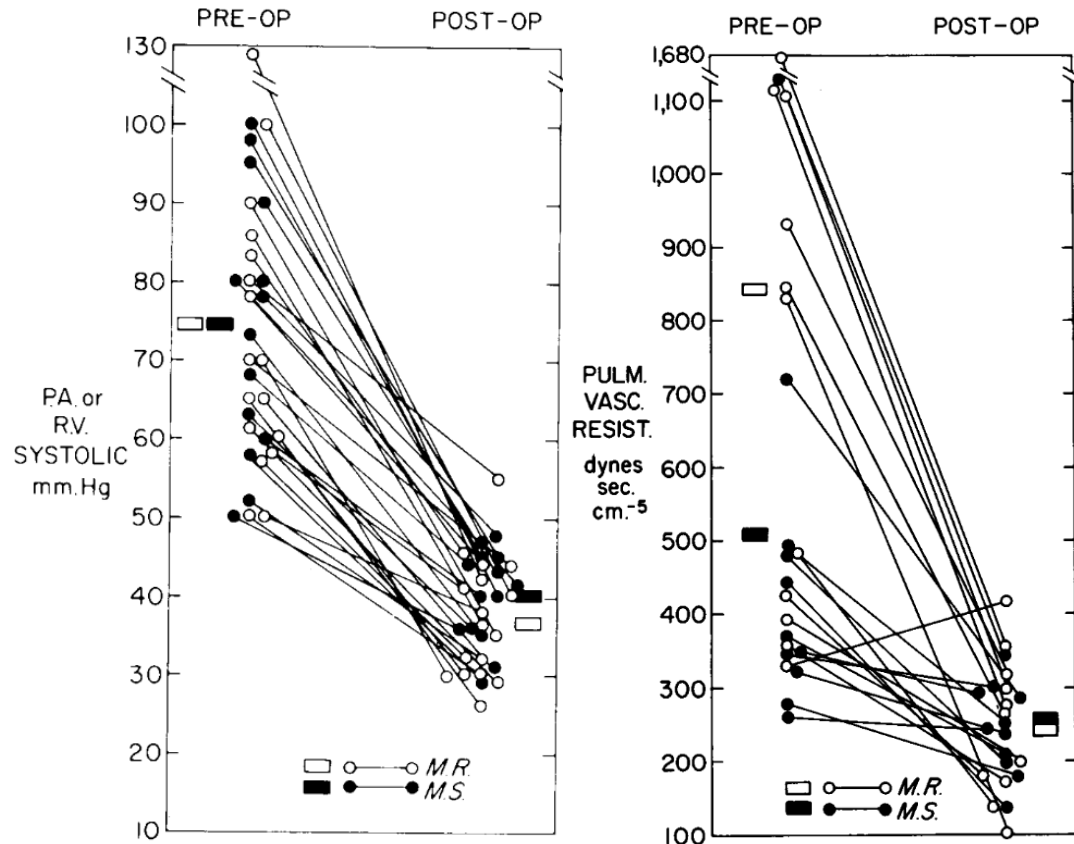 PRE-OP POST-OP
130
100
90
80
70
60
50
40
30
20
10
P.A. or
R.V.
SYSTOLIC
mm.Hg
M.R.
M.S.
PRE-OP POST-OP
1,680
1,100
1,000
900
800
700
600
500
400
300
200
100
PULM.
VASC.
RESIST.
dynes
sec.
cm.⁻⁵
M.R.
M.S.